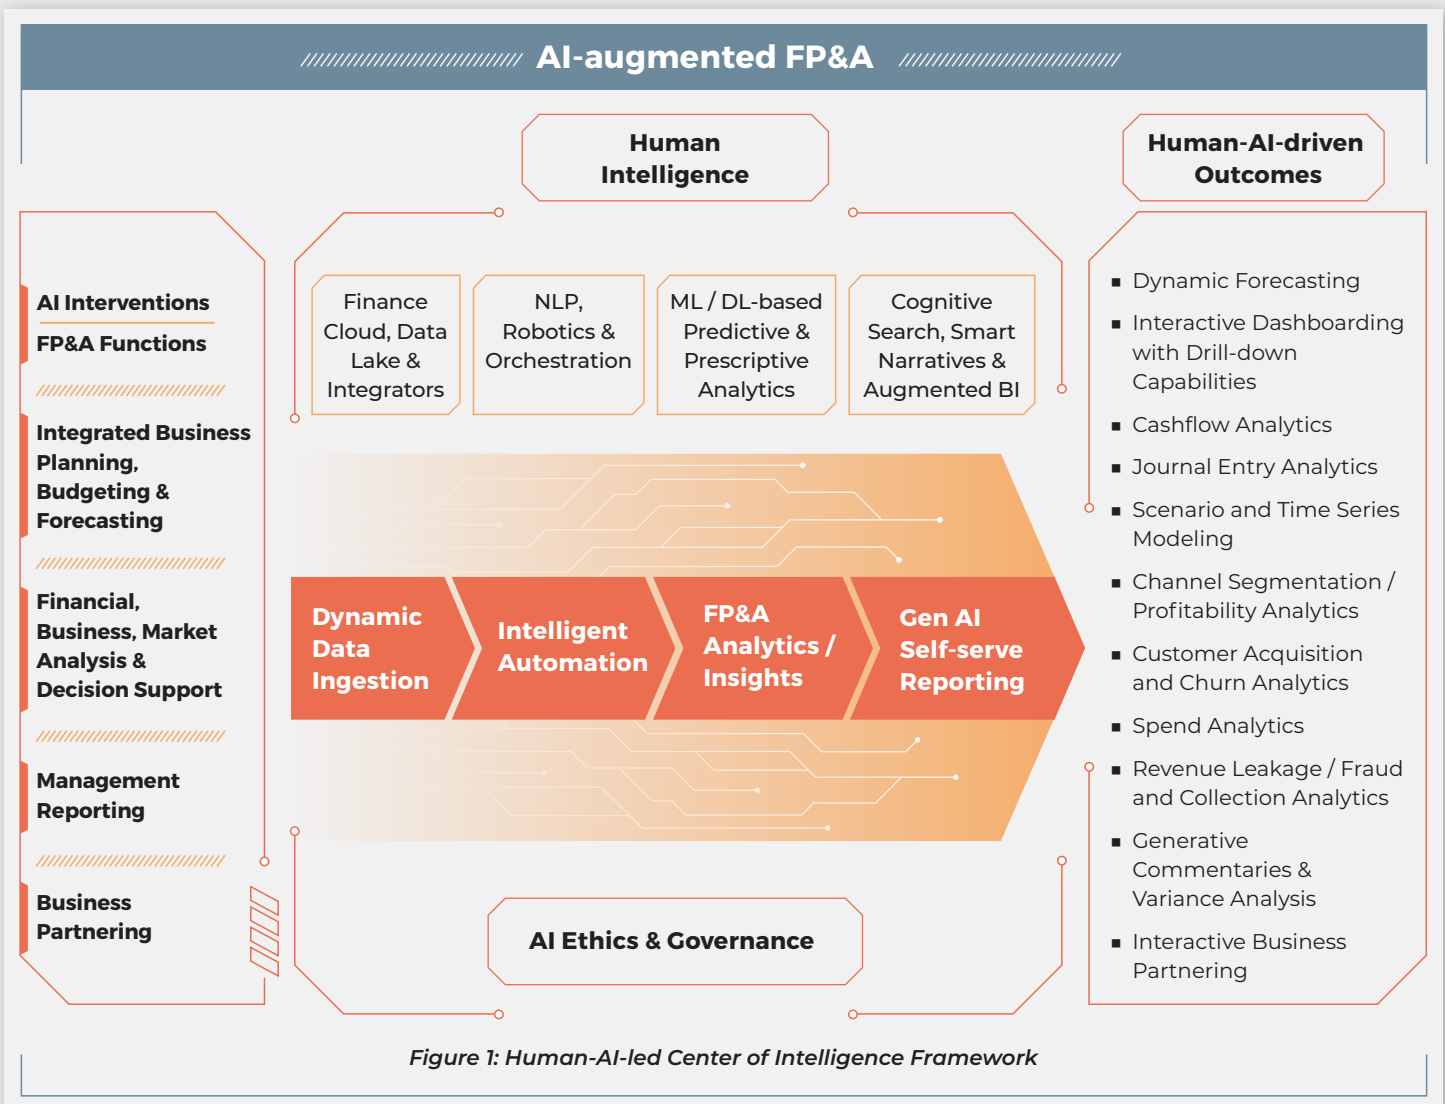 AI-augmented FP&A
Human
Intelligence
Human-AI-driven
Outcomes
AI Interventions
FP&A Functions
Integrated Business
Planning,
Budgeting &
Forecasting
Financial,
Business, Market
Analysis &
Decision Support
Management
Reporting
Business
Partnering
Finance
Cloud, Data
Lake &
Integrators
NLP,
Robotics &
Orchestration
ML / DL-based
Predictive &
Prescriptive
Analytics
Cognitive
Search, Smart
Narratives &
Augmented BI
Dynamic
Data
Ingestion
Intelligent
Automation
FP&A
Analytics /
Insights
Gen AI
Self-serve
Reporting
AI Ethics & Governance
▪ Dynamic Forecasting
▪ Interactive Dashboarding
with Drill-down
Capabilities
▪ Cashflow Analytics
▪ Journal Entry Analytics
▪ Scenario and Time Series
Modeling
▪ Channel Segmentation /
Profitability Analytics
▪ Customer Acquisition
and Churn Analytics
▪ Spend Analytics
▪ Revenue Leakage / Fraud
and Collection Analytics
▪ Generative
Commentaries &
Variance Analysis
▪ Interactive Business
Partnering
Figure 1: Human-AI-led Center of Intelligence Framework